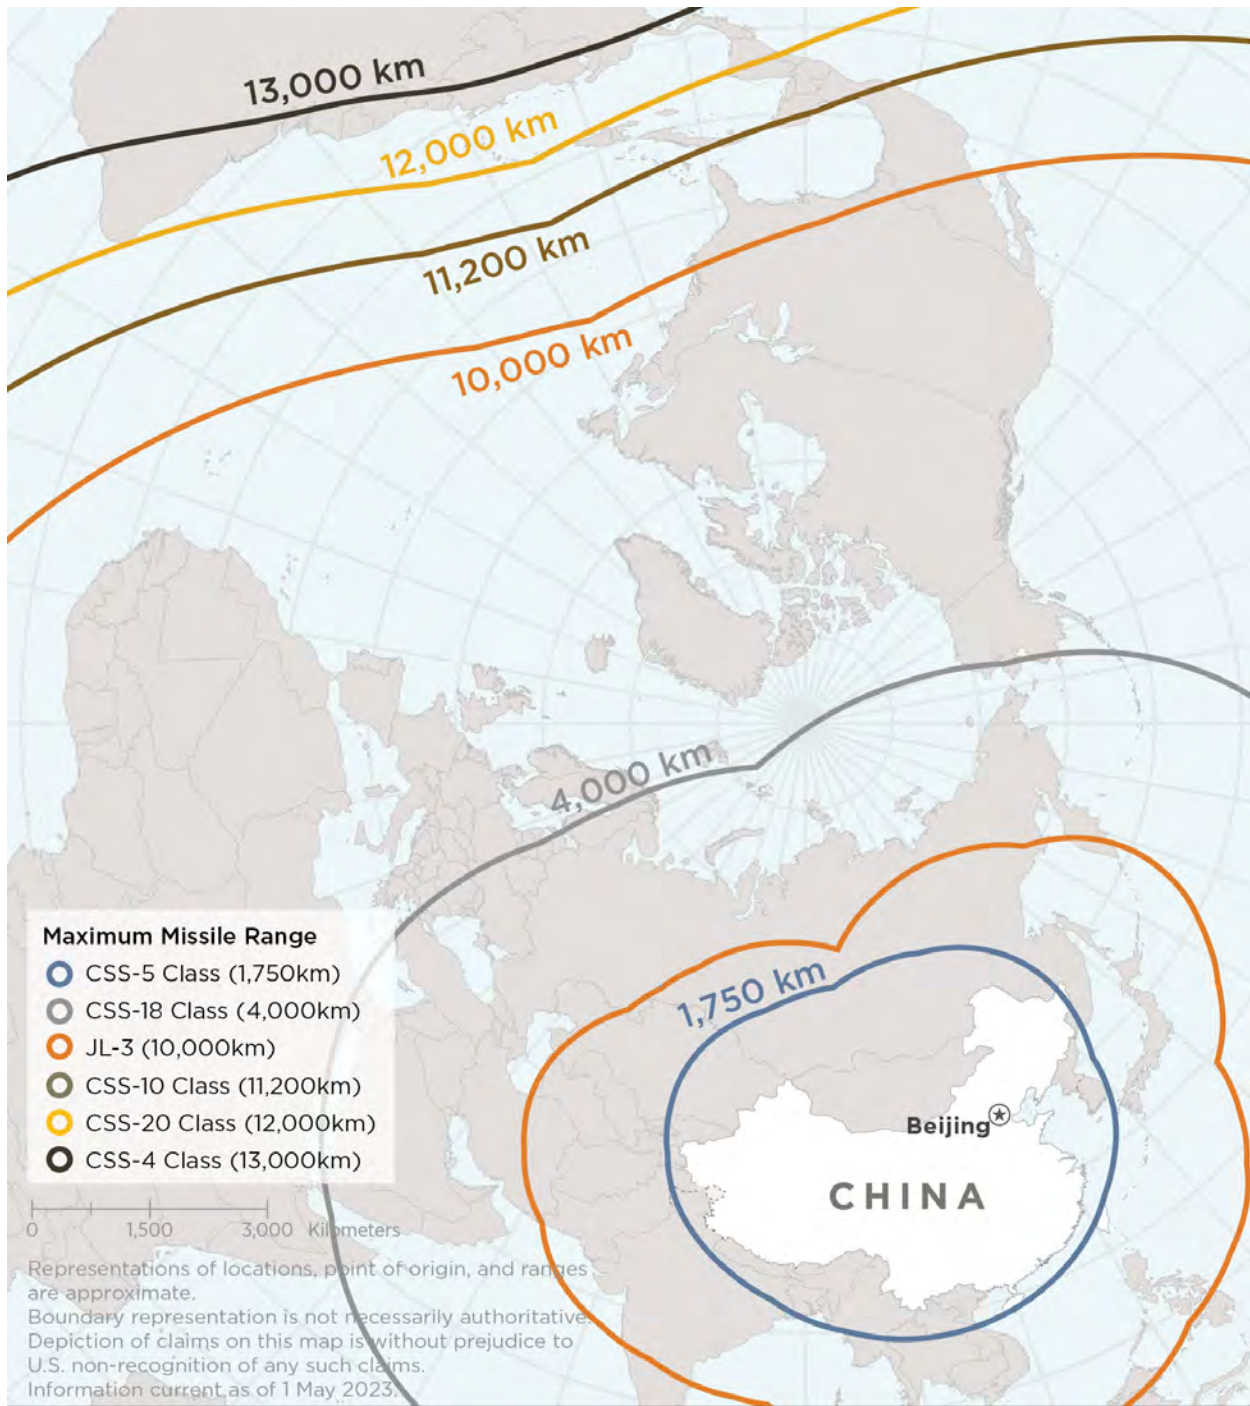 13,000 km
12,000 km
11,200 km
10,000 km
4,000 km
1,750 km
Beijing
CHINA
Maximum Missile Range
CSS-5 Class (1,750km)
CSS-18 Class (4,000km)
JL-3 (10,000km)
CSS-10 Class (11,200km)
CSS-20 Class (12,000km)
CSS-4 Class (13,000km)
0 1,500 3,000 Kilometers
Representations of locations, point of origin, and ranges
are approximate.
Boundary representation is not necessarily authoritative.
Depiction of claims on this map is without prejudice to
U.S. non-recognition of any such claims.
Information current as of 1 May 2023.